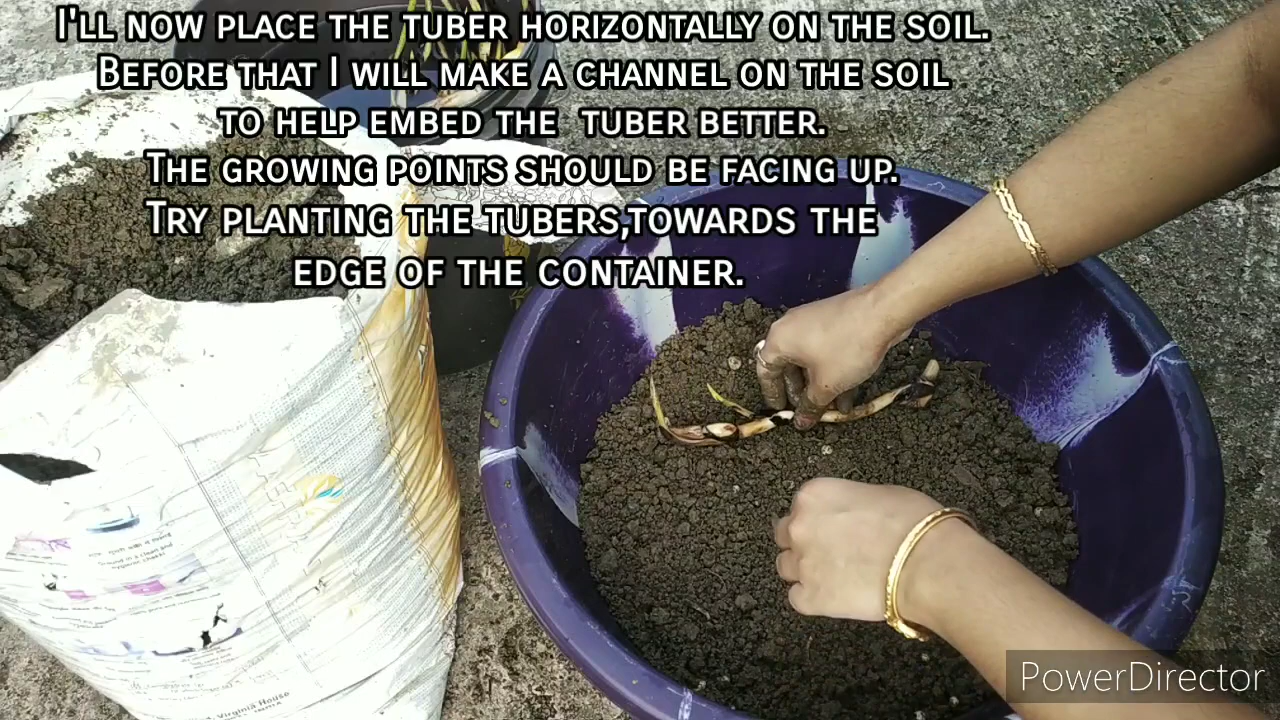 I'LL NOW PLACE THE TUBER HORIZONTALLY ON THE SOIL.
BEFORE THAT I WILL MAKE A CHANNEL ON THE SOIL
TO HELP EMBED THE TUBER BETTER.
THE GROWING POINTS SHOULD BE FACING UP.
TRY PLANTING THE TUBERS,TOWARDS THE
EDGE OF THE CONTAINER.
Virginia House
PowerDirector